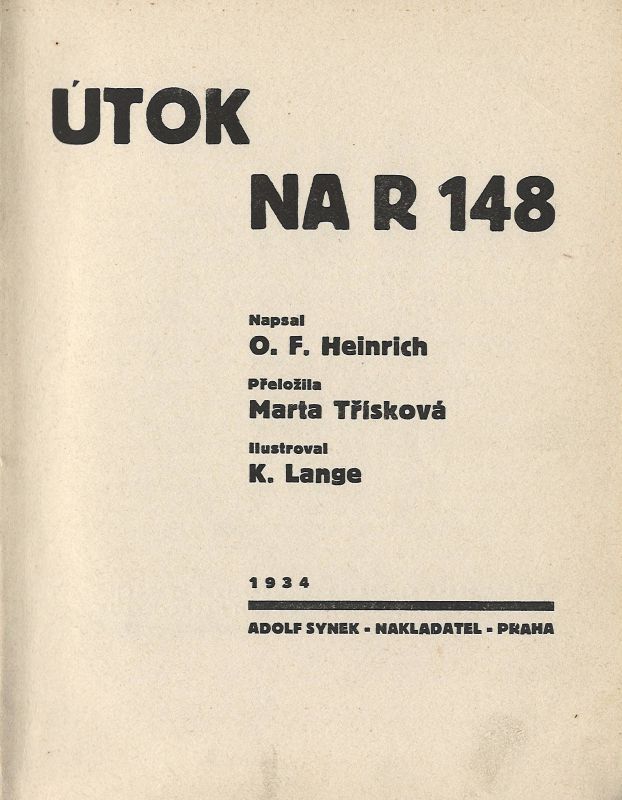 ÚTOK
NA R 148
Napsal
O. F. Heinrich
Přeložila
Marta Třísková
Ilustroval
K. Lange
1934
ADOLF SYNEK - NAKLADATEL - PRAHA